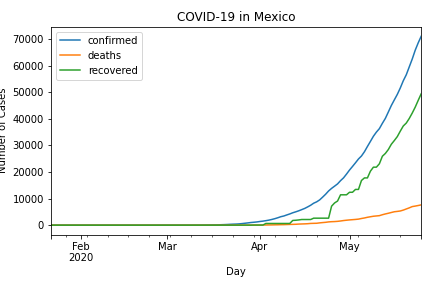 COVID-19 in Mexico
confirmed
deaths
recovered
70000
60000
50000
40000
30000
20000
10000
0
Number of Cases
Feb
2020
Mar
Apr
May
Day